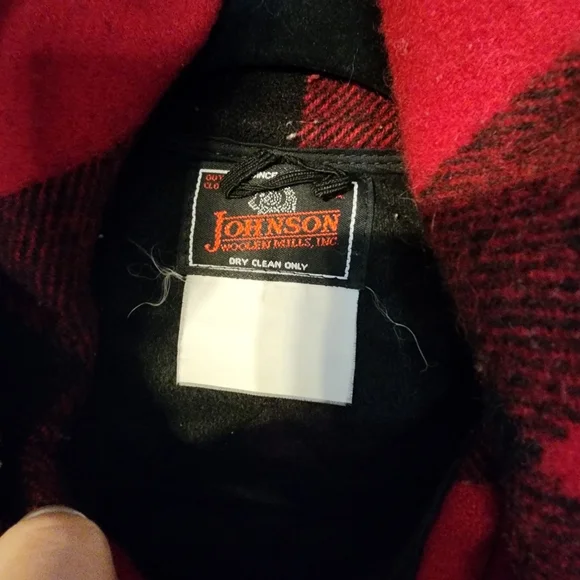 JOHNSON
WOOLEN MILLS, INC.
DRY CLEAN ONLY